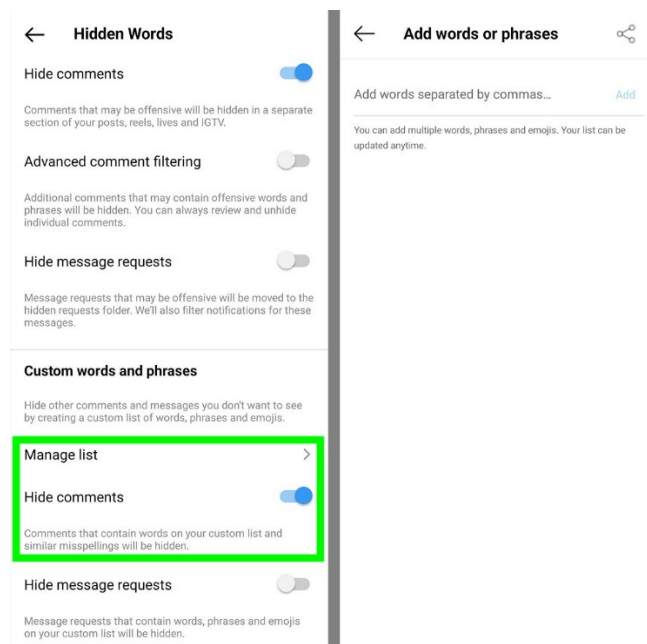 Hidden Words
Hide comments
Comments that may be offensive will be hidden in a separate
section of your posts, reels, lives and IGTV.
Advanced comment filtering
Additional comments that may contain offensive words and
phrases will be hidden. You can always review and unhide
individual comments.
Hide message requests
Message requests that may be offensive will be moved to the
hidden requests folder. We'll also filter notifications for these
messages.
Custom words and phrases
Hide other comments and messages you don't want to see
by creating a custom list of words, phrases and emojis.
Manage list
Hide comments
Comments that contain words on your custom list and
similar misspellings will be hidden.
Hide message requests
Message requests that contain words, phrases and emojis
on your custom list will be hidden.
Add words or phrases
Add words separated by commas... Add
You can add multiple words, phrases and emojis. Your list can be
updated anytime.